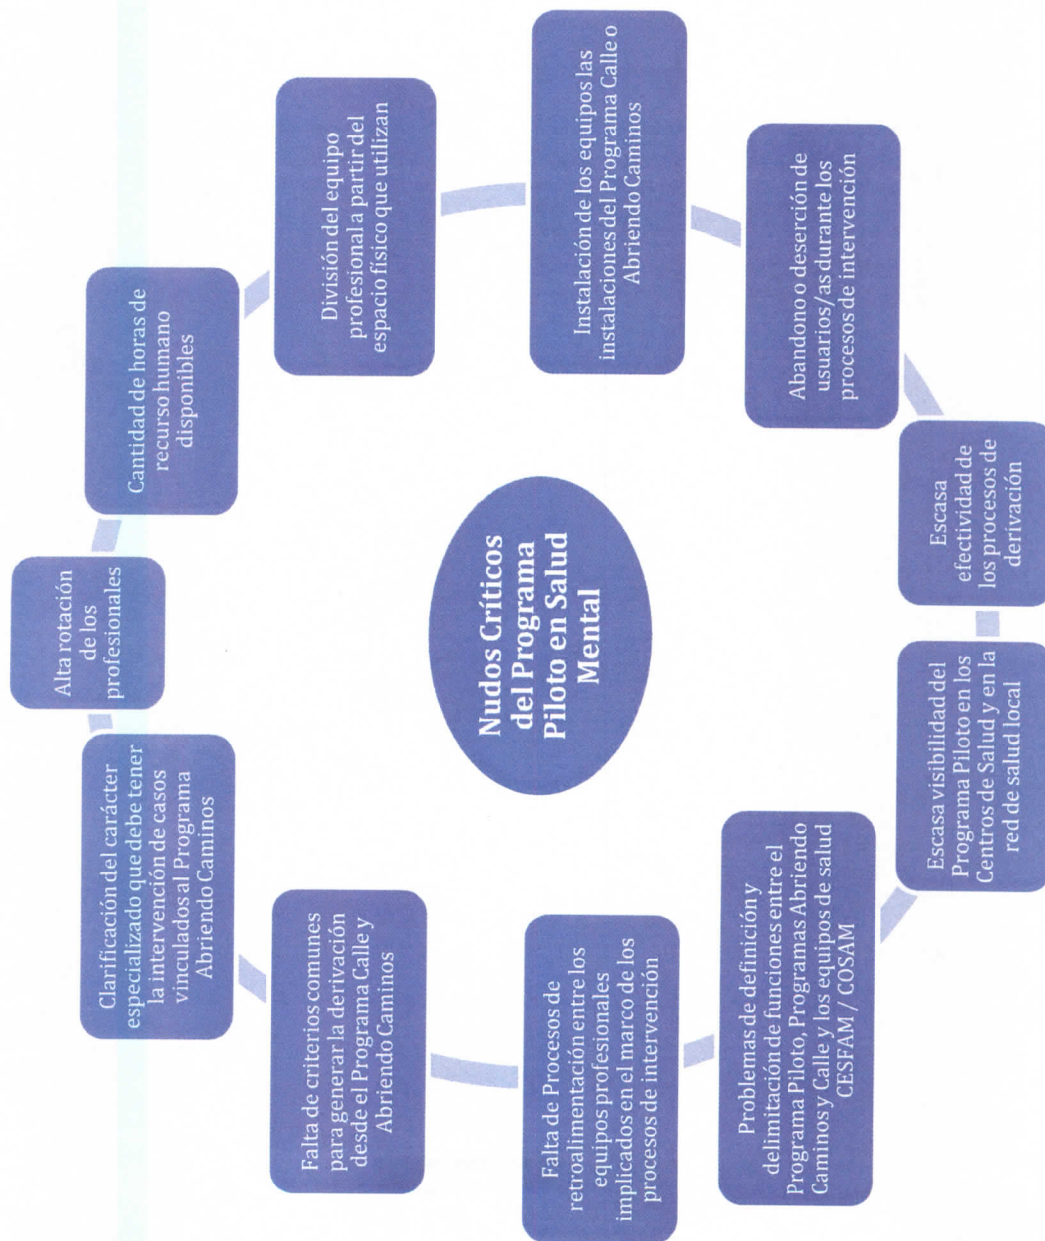 Nudos Críticos
del Programa
Piloto en Salud
Mental
Alta rotación
de los
profesionales
Cantidad de horas de
recurso humano
disponibles
División del equipo
profesional a partir del
espacio físico que utilizan
Instalación de los equipos las
instalaciones del Programa Calle o
Abriendo Caminos
Abandono o deserción de
usuarios/as durante los
procesos de intervención
Escasa
efectividad de
los procesos de
derivación
Escasa visibilidad del
Programa Piloto en los
Centros de Salud y en la
red de salud local
Problemas de definición y
delimitación de funciones entre el
Programa Piloto, Programas Abriendo
Caminos y Calle y los equipos de salud
CESFAM / COSAM
Falta de Procesos de
retroalimentación entre los
equipos profesionales
implicados en el marco de los
procesos de intervención
Falta de criterios comunes
para generar la derivación
desde el Programa Calle y
Abriendo Caminos
Clarificación del carácter
especializado que debe tener
la intervención de casos
vinculados al Programa
Abriendo Caminos